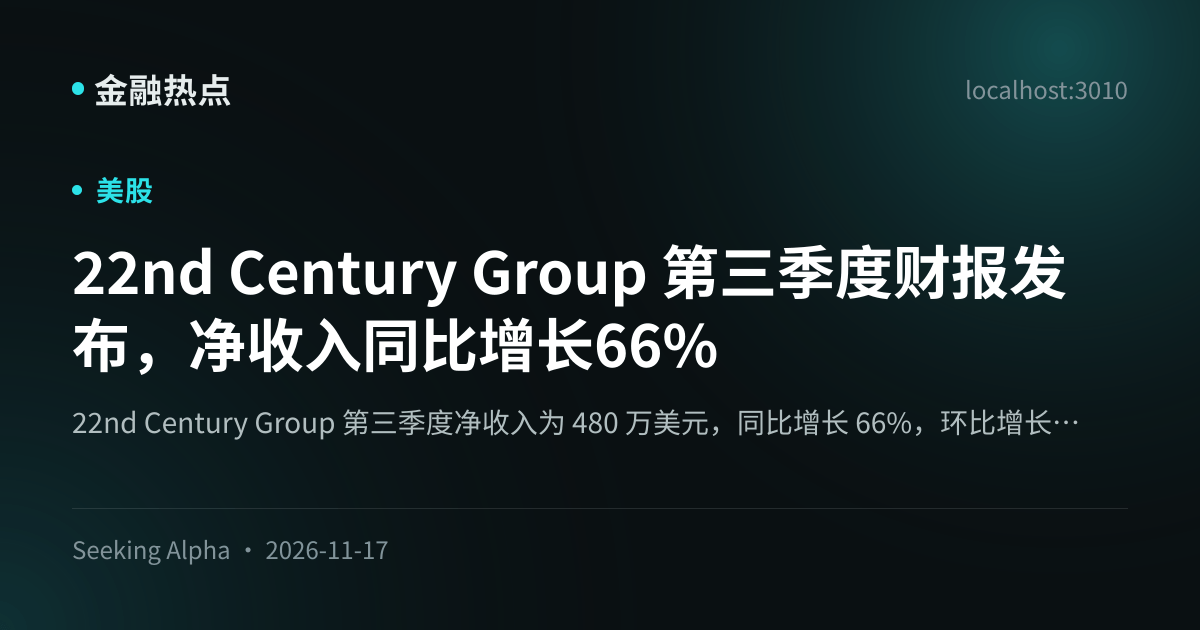 金融热点
localhost:3010
美股
22nd Century Group 第三季度财报发
布，净收入同比增长66%
22nd Century Group 第三季度净收入为 480 万美元，同比增长 66%，环比增长…
Seeking Alpha · 2026-11-17